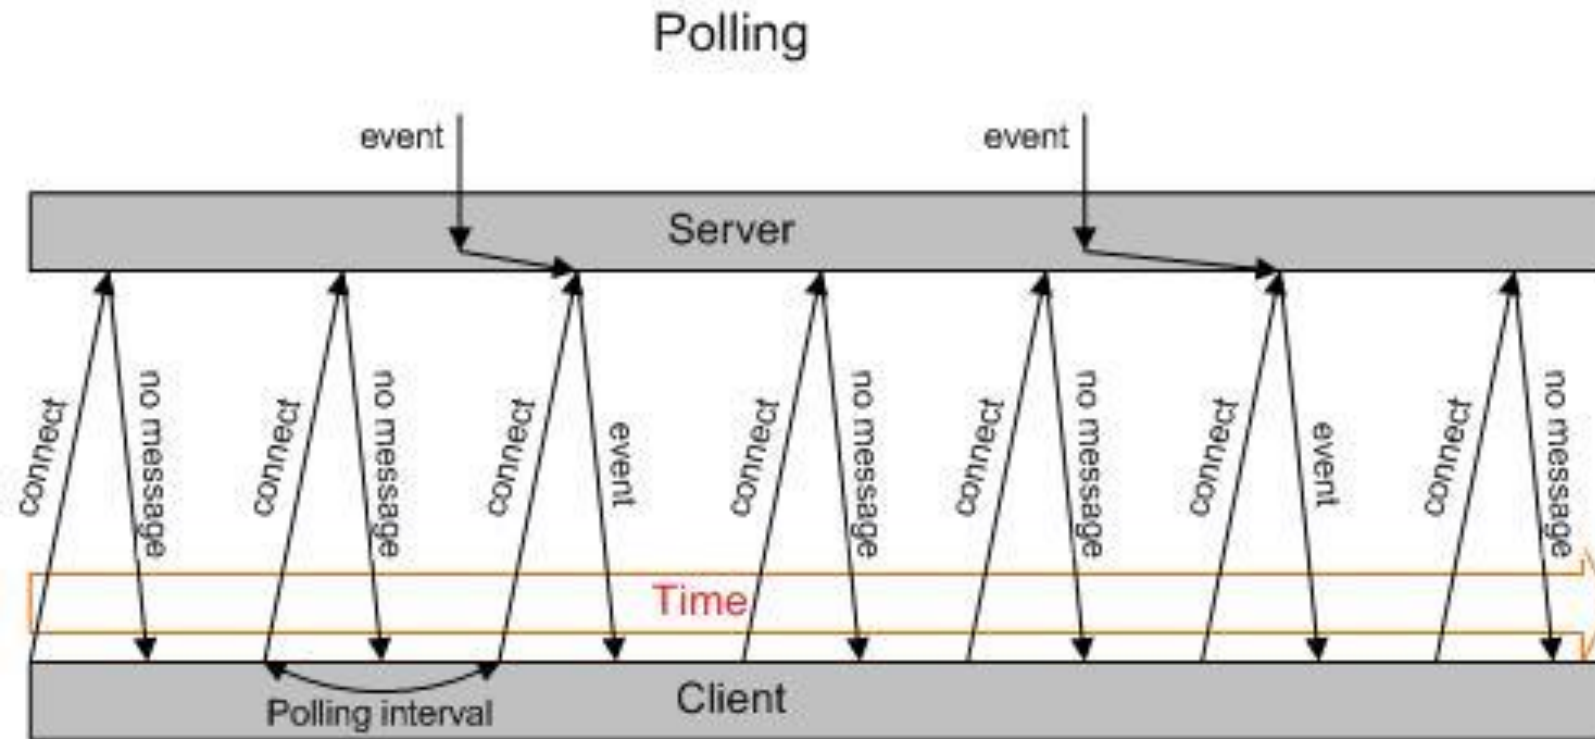 Polling
event
event
Server
connect
no message
connect
no message
connect
event
connect
no message
connect
no message
connect
event
connect
no message
Time
Polling interval
Client